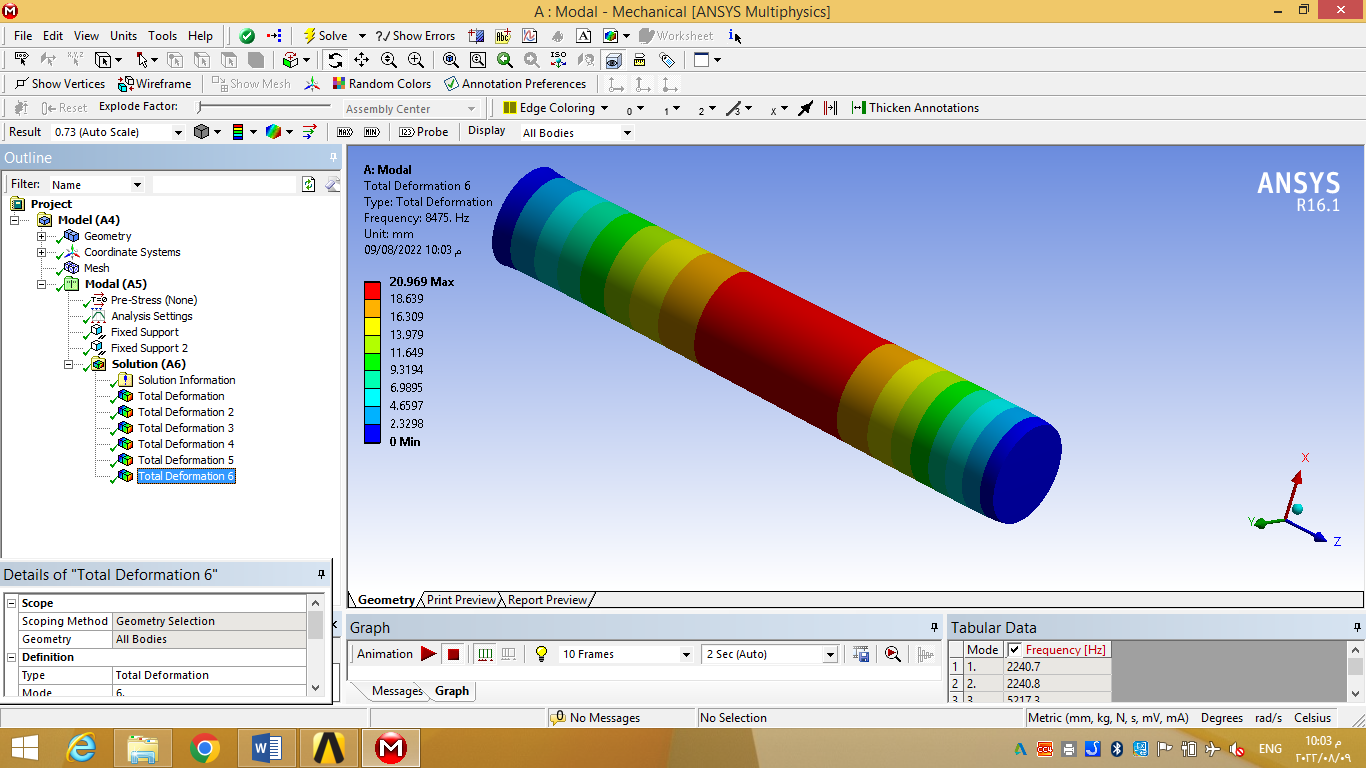 A : Modal - Mechanical [ANSYS Multiphysics]
File Edit View Units Tools Help Solve ?/ Show Errors Worksheet
Show Vertices Wireframe Show Mesh Random Colors Annotation Preferences
Reset Explode Factor: Assembly Center Edge Coloring Thicken Annotations
Result 0.73 (Auto Scale) Probe Display All Bodies
Outline
Filter: Name
Project
Model (A4)
Geometry
Coordinate Systems
Mesh
Modal (A5)
Pre-Stress (None)
Analysis Settings
Fixed Support
Fixed Support 2
Solution (A6)
Solution Information
Total Deformation
Total Deformation 2
Total Deformation 3
Total Deformation 4
Total Deformation 5
Total Deformation 6
Details of "Total Deformation 6"
Scope
Scoping Method Geometry Selection
Geometry All Bodies
Definition
Type Total Deformation
Mode 6.
A: Modal
Total Deformation 6
Type: Total Deformation
Frequency: 8475. Hz
Unit: mm
09/08/2022 10:03 م
20.969 Max
18.639
16.309
13.979
11.649
9.3194
6.9895
4.6597
2.3298
0 Min
ANSYS
R16.1
X
Y
Z
Geometry Print Preview Report Preview
Graph
Animation 10 Frames 2 Sec (Auto)
Messages Graph
Tabular Data
Mode Frequency [Hz]
1 1. 2240.7
2 2. 2240.8
3 3. 5217.3
No Messages No Selection Metric (mm, kg, N, s, mV, mA) Degrees rad/s Celsius
ENG
10:03 م
٢٠٢٢/٠٨/٠٩